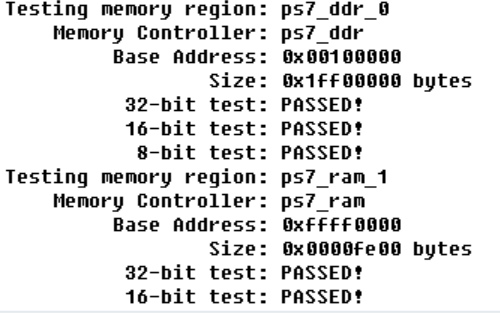 Testing memory region: ps7_ddr_0
Memory Controller: ps7_ddr
Base Address: 0x00100000
Size: 0x1ff00000 bytes
32-bit test: PASSED!
16-bit test: PASSED!
8-bit test: PASSED!
Testing memory region: ps7_ram_1
Memory Controller: ps7_ram
Base Address: 0xffff0000
Size: 0x0000fe00 bytes
32-bit test: PASSED!
16-bit test: PASSED!